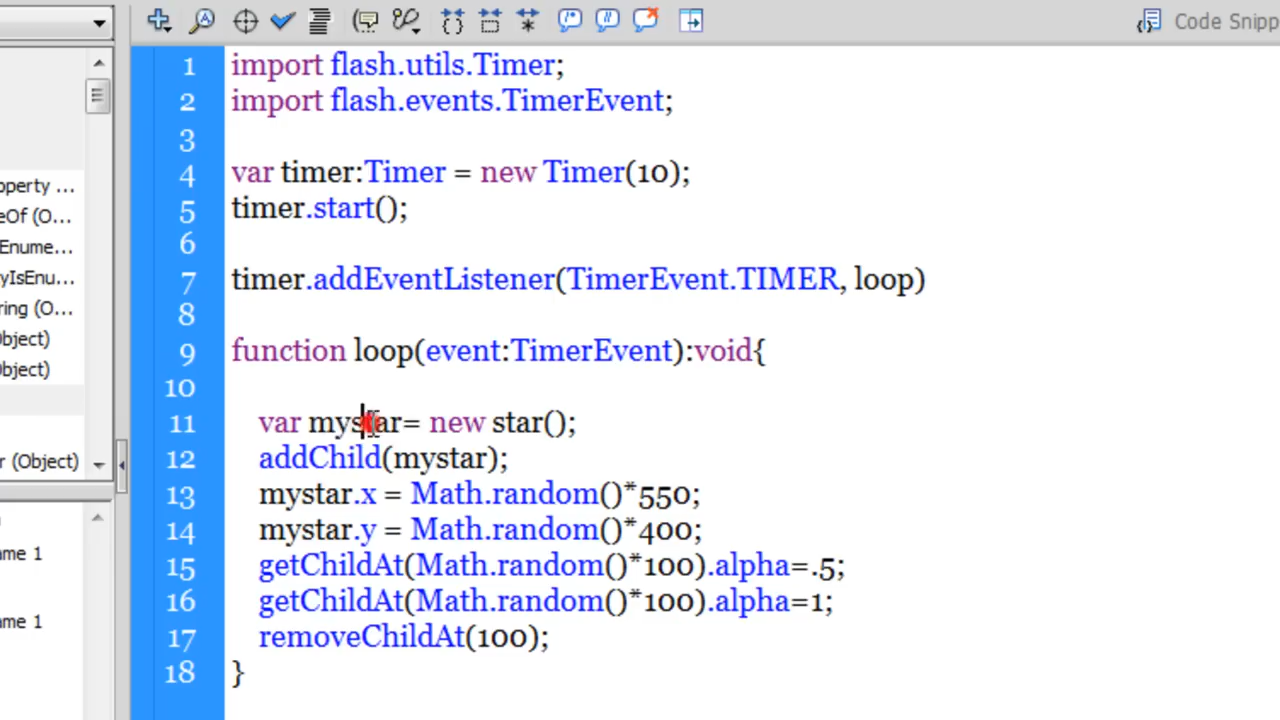 Code Snipp
1 import flash.utils.Timer;
2 import flash.events.TimerEvent;
3
operty ...
4 var timer:Timer = new Timer(10);
eOf (O...
5 timer.start();
Enume...
6
yIsEnu...
7 timer.addEventListener(TimerEvent.TIMER, loop)
ring (O...
8
Object)
9 function loop(event:TimerEvent):void{
bject)
10
11 var mystar= new star();
r (Object)
12 addChild(mystar);
13 mystar.x = Math.random()*550;
14 mystar.y = Math.random()*400;
ame 1
15 getChildAt(Math.random()*100).alpha=.5;
16 getChildAt(Math.random()*100).alpha=1;
ame 1
17 removeChildAt(100);
18 }